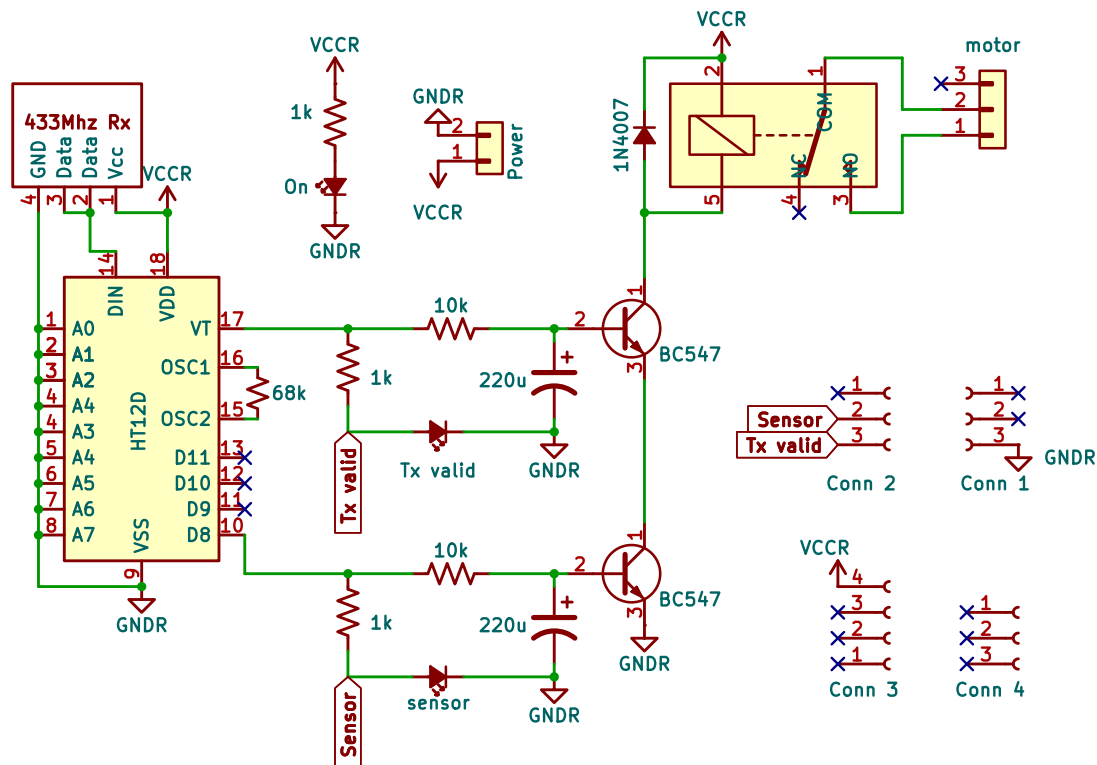 433Mhz Rx
GND
Data
Data
Vcc
4
3
2
1
VCCR
VCCR
1k
On
GNDR
GNDR
2
1
Power
VCCR
VCCR
2
1
1N4007
COM
NC
NO
5
4
3
motor
3
2
1
14
18
DIN
VDD
HT12D
1
A0
2
A1
3
A2
4
A4
4
A3
5
A4
6
A5
7
A6
8
A7
VT
17
OSC1
16
OSC2
15
D11
13
D10
12
D9
11
D8
10
VSS
9
GNDR
68k
10k
1k
220u
+
Tx valid
GNDR
Tx valid
1
2
3
BC547
10k
1k
220u
+
sensor
GNDR
Sensor
1
2
3
BC547
GNDR
1
Sensor
2
Tx valid
3
Conn 2
1
2
3
GNDR
Conn 1
VCCR
4
3
2
1
Conn 3
1
2
3
Conn 4